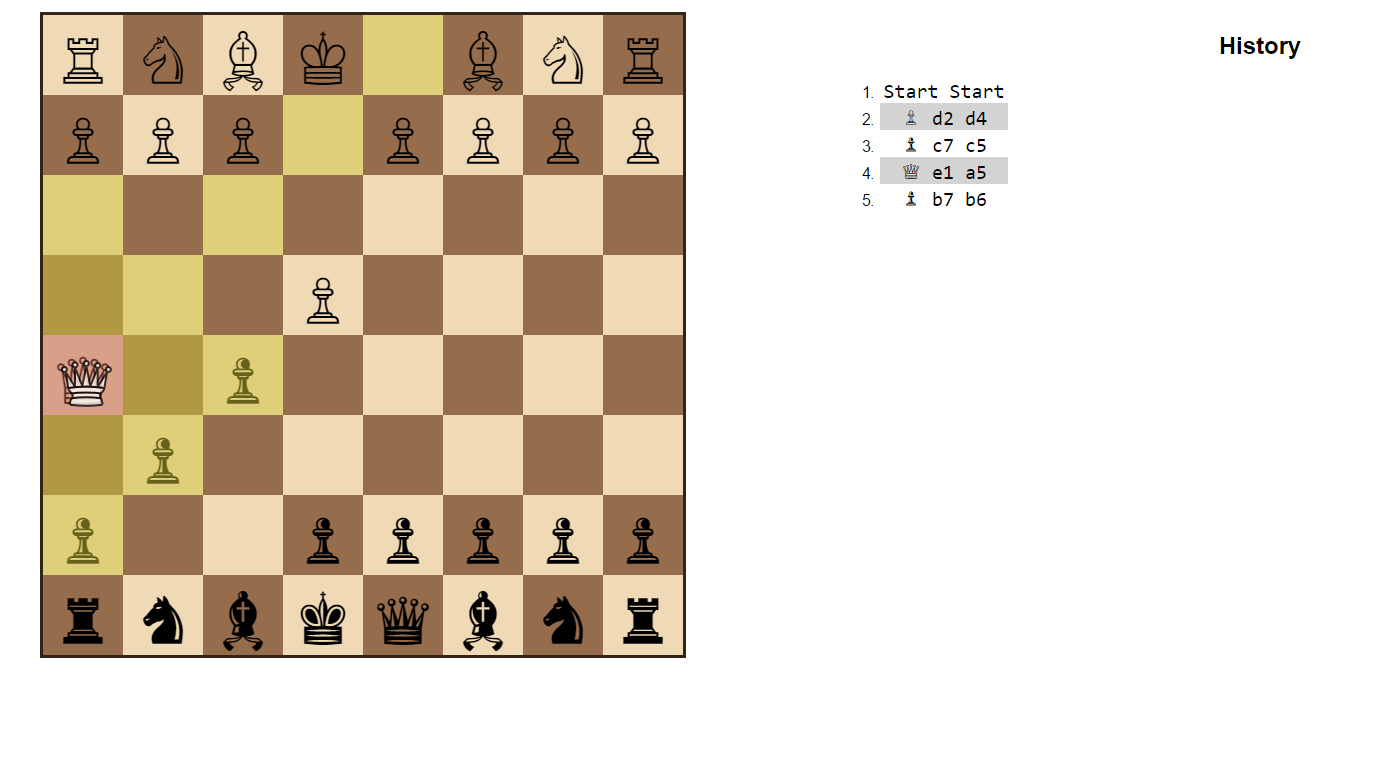 History
1. Start Start
2. ♗ d2 d4
3. ♝ c7 c5
4. ♕ e1 a5
5. ♝ b7 b6